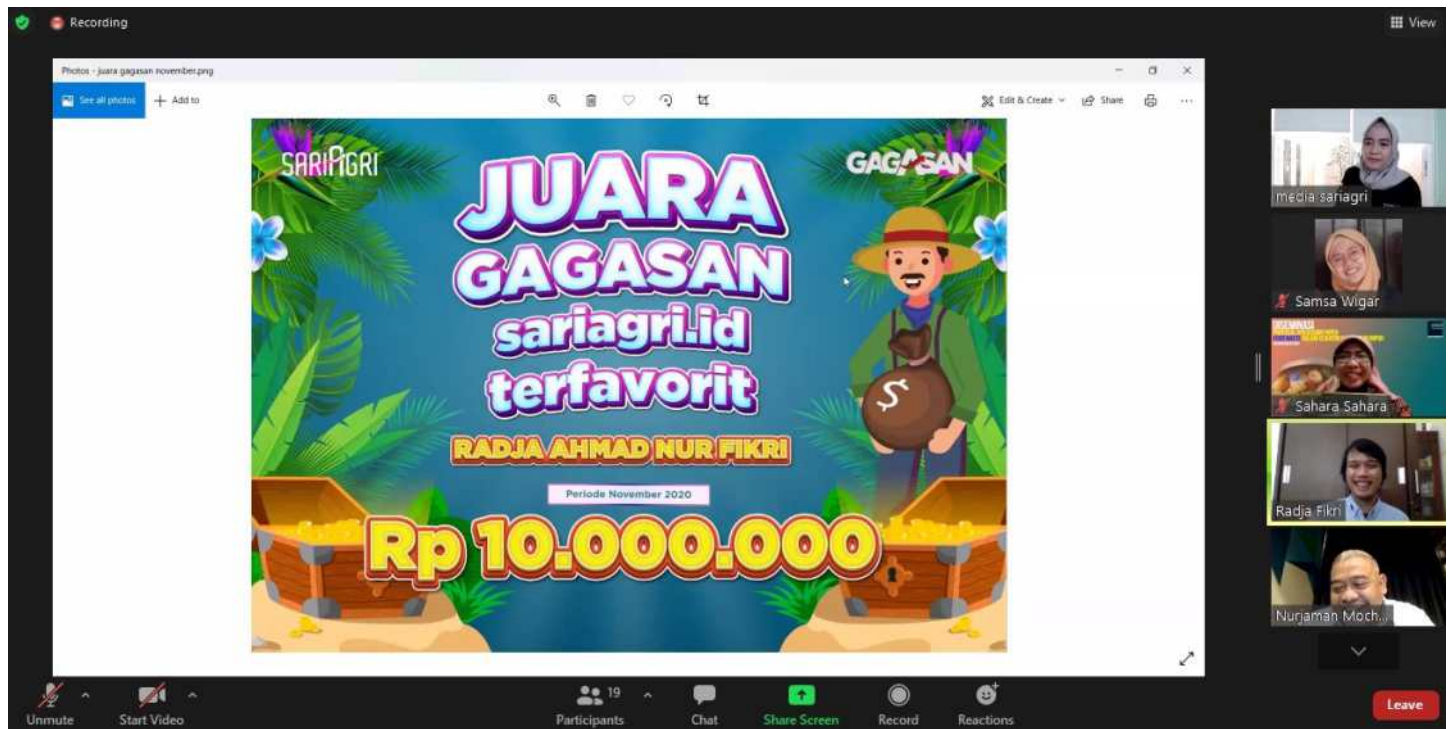 Recording
View
Photos - juara gagasan november.png
See all photos
Add to
Edit & Create
Share
SARIAGRI
GAGASAN
JUARA
GAGASAN
sariagri.id
terfavorit
RADJA AHMAD NUR FIKRI
Periode November 2020
Rp 10.000.000
$
media sariagri
Samsa Wigar
DISEMINASI
Sahara Sahara
Radja Fikri
Nurjaman Moch...
Unmute
Start Video
19
Participants
Chat
Share Screen
Record
Reactions
Leave